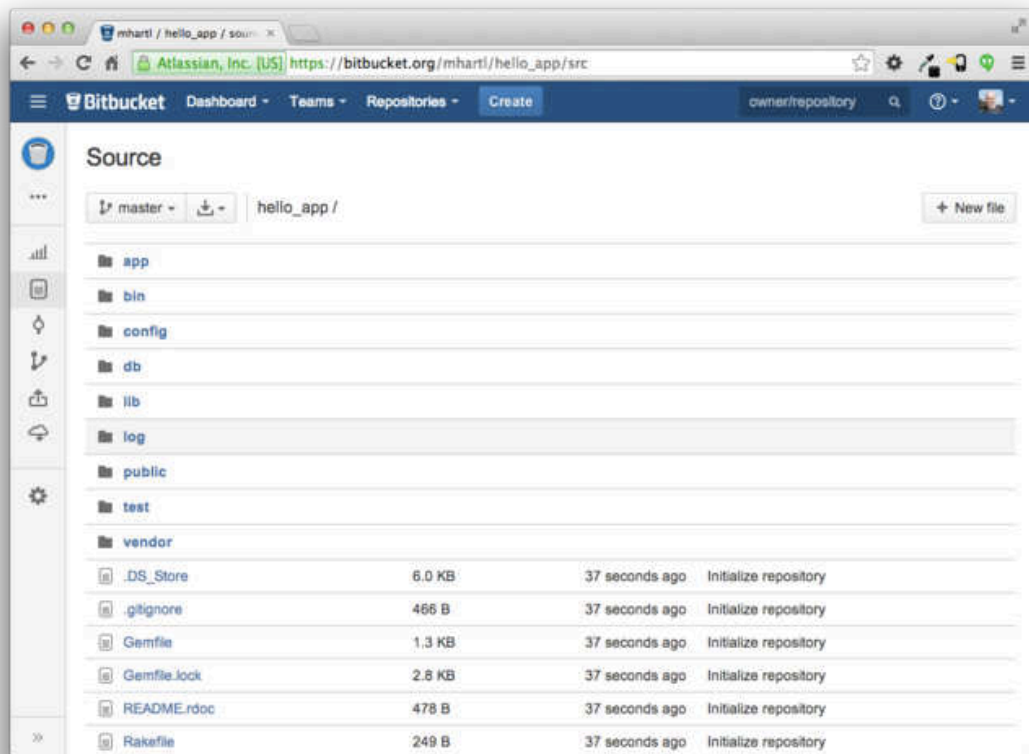 mhartl / hello_app / sour
Atlassian, Inc. [US] https://bitbucket.org/mhartl/hello_app/src
Bitbucket Dashboard Teams Repositories Create owner/repository
Source
master hello_app / + New file
app
bin
config
db
lib
log
public
test
vendor
.DS_Store 6.0 KB 37 seconds ago Initialize repository
.gitignore 466 B 37 seconds ago Initialize repository
Gemfile 1.3 KB 37 seconds ago Initialize repository
Gemfile.lock 2.8 KB 37 seconds ago Initialize repository
README.rdoc 478 B 37 seconds ago Initialize repository
Rakefile 249 B 37 seconds ago Initialize repository